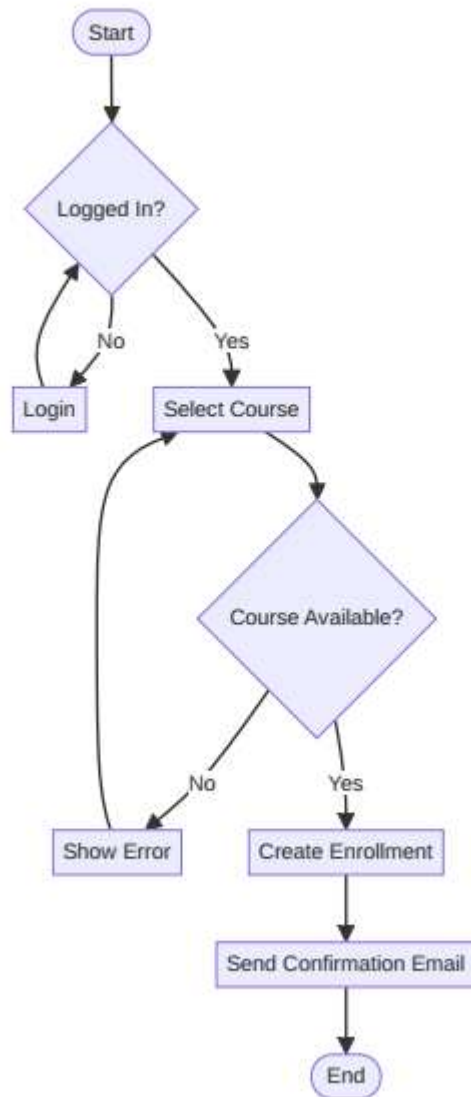 Start
Logged In?
No
Yes
Login
Select Course
Course Available?
No
Yes
Show Error
Create Enrollment
Send Confirmation Email
End